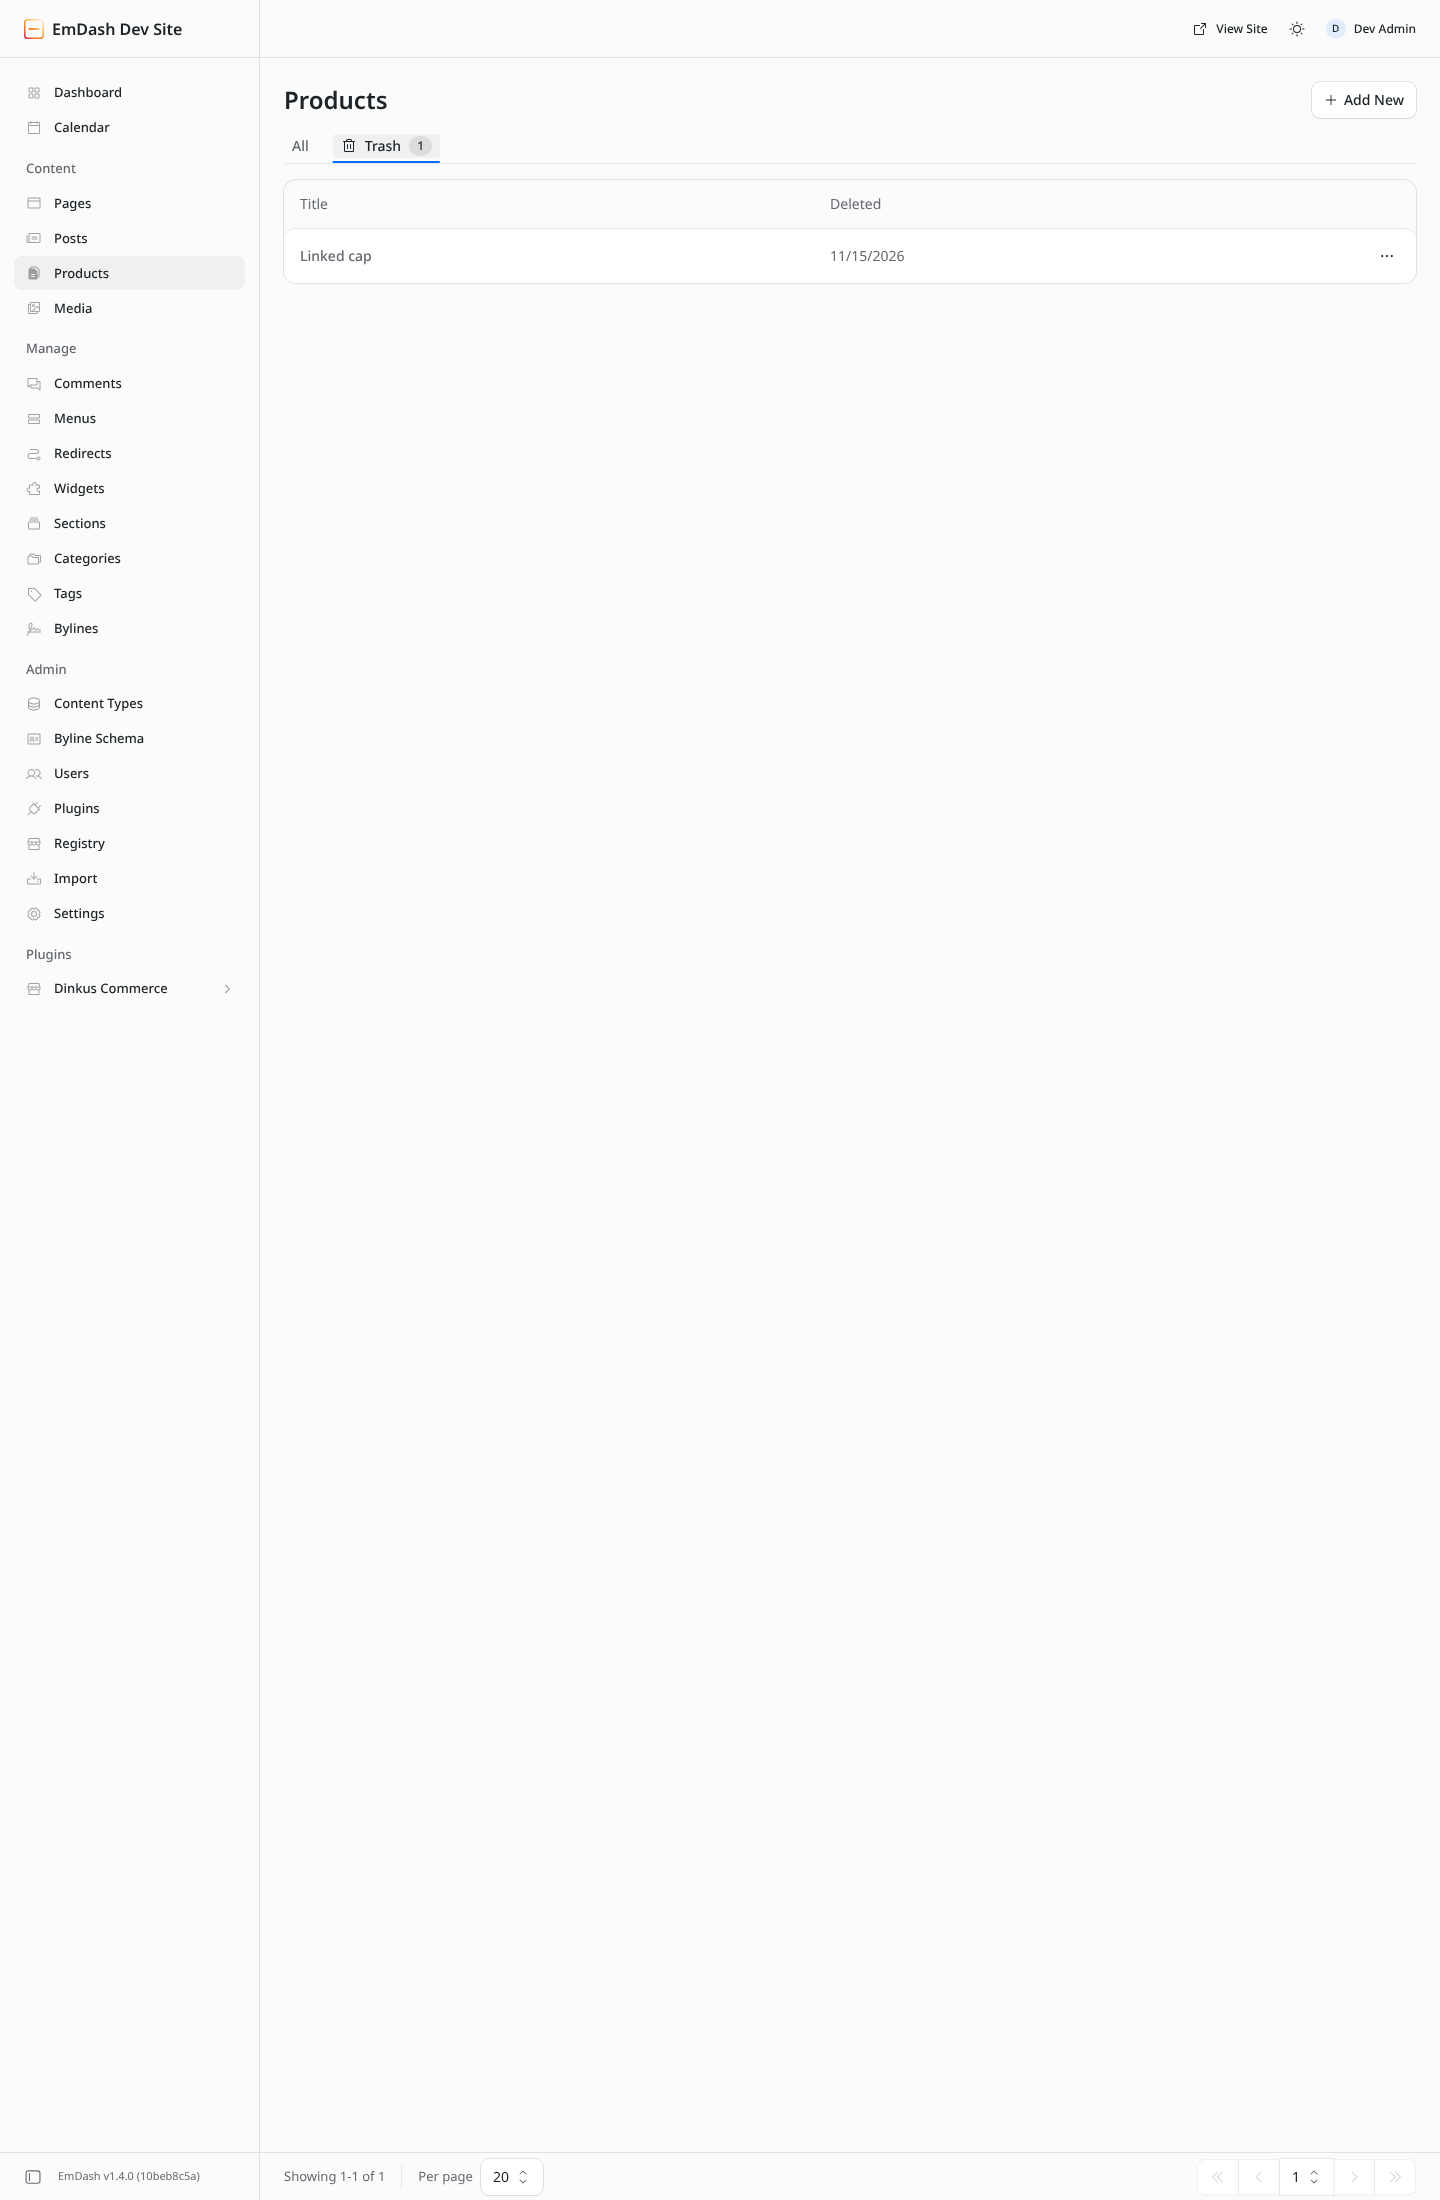 EmDash Dev Site
View Site
D
Dev Admin
Dashboard
Calendar
Content
Pages
Posts
Products
Media
Manage
Comments
Menus
Redirects
Widgets
Sections
Categories
Tags
Bylines
Admin
Content Types
Byline Schema
Users
Plugins
Registry
Import
Settings
Plugins
Dinkus Commerce
EmDash v1.4.0 (10beb8c5a)
Products
Add New
All
Trash 1
Title Deleted
Linked cap 11/15/2026
Showing 1-1 of 1
Per page 20
1